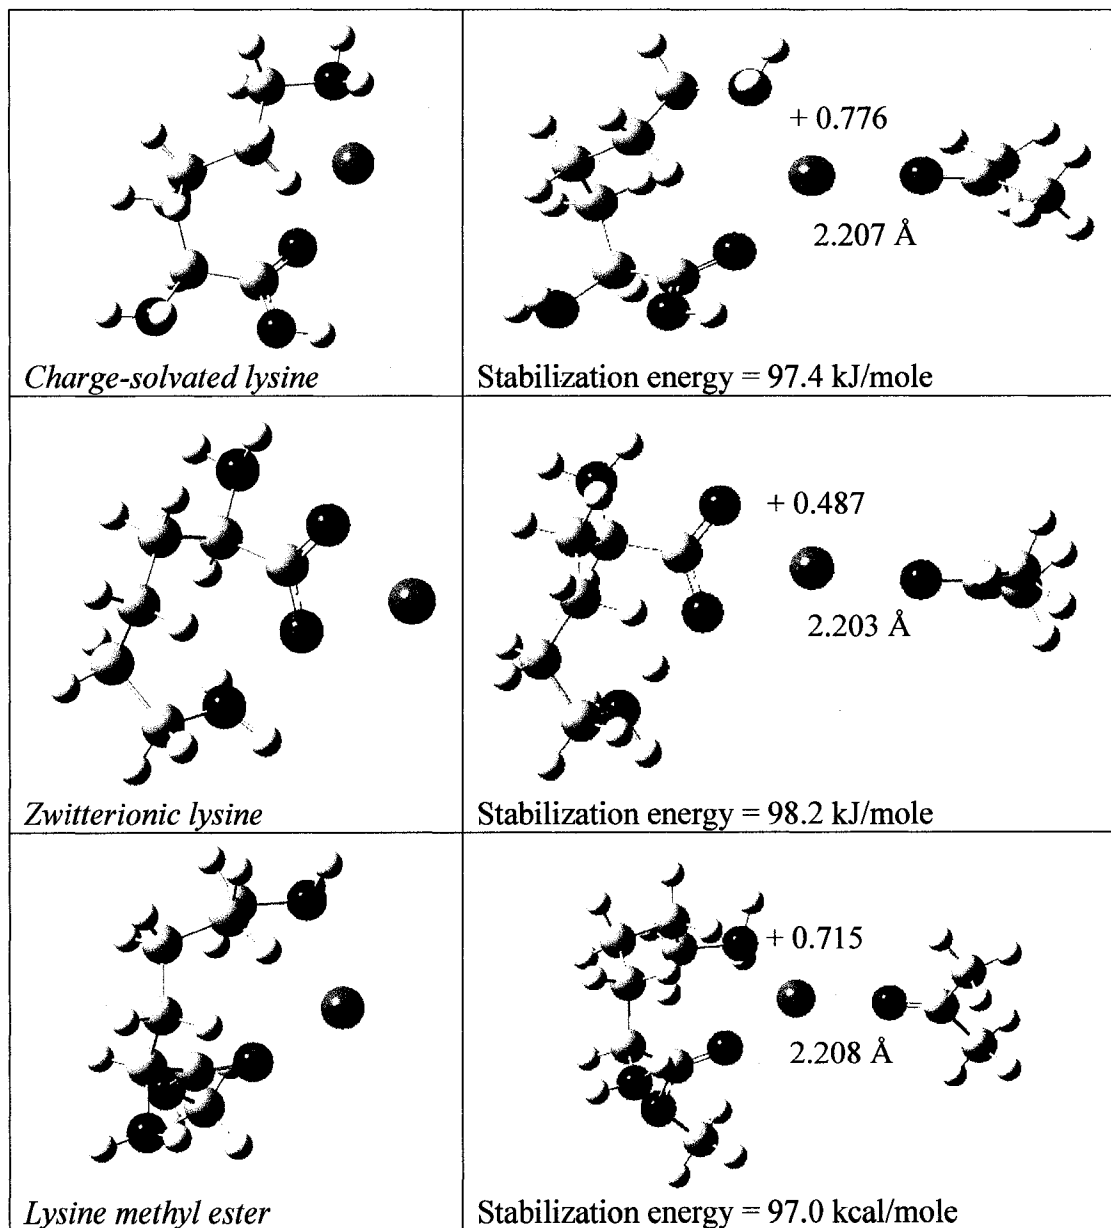 + 0.776
2.207 Å
Charge-solvated lysine
Stabilization energy = 97.4 kJ/mole
+ 0.487
2.203 Å
Zwitterionic lysine
Stabilization energy = 98.2 kJ/mole
+ 0.715
2.208 Å
Lysine methyl ester
Stabilization energy = 97.0 kcal/mole